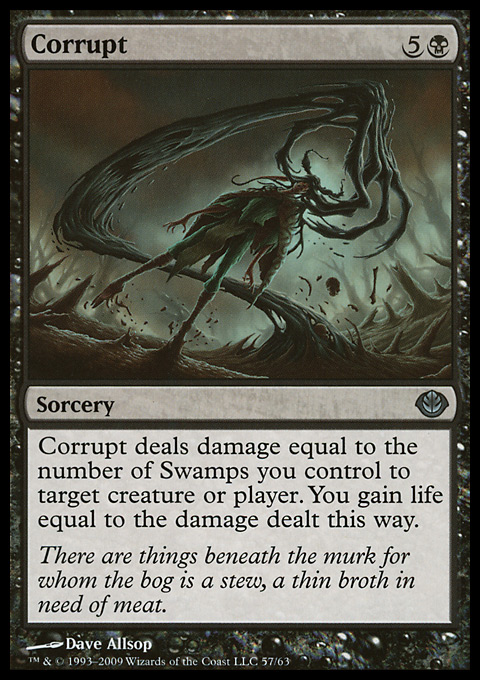 Corrupt 5
Sorcery
Corrupt deals damage equal to the
number of Swamps you control to
target creature or player. You gain life
equal to the damage dealt this way.
There are things beneath the murk for
whom the bog is a stew, a thin broth in
need of meat.
Dave Allsop
™ & © 1993–2009 Wizards of the Coast LLC 57/63